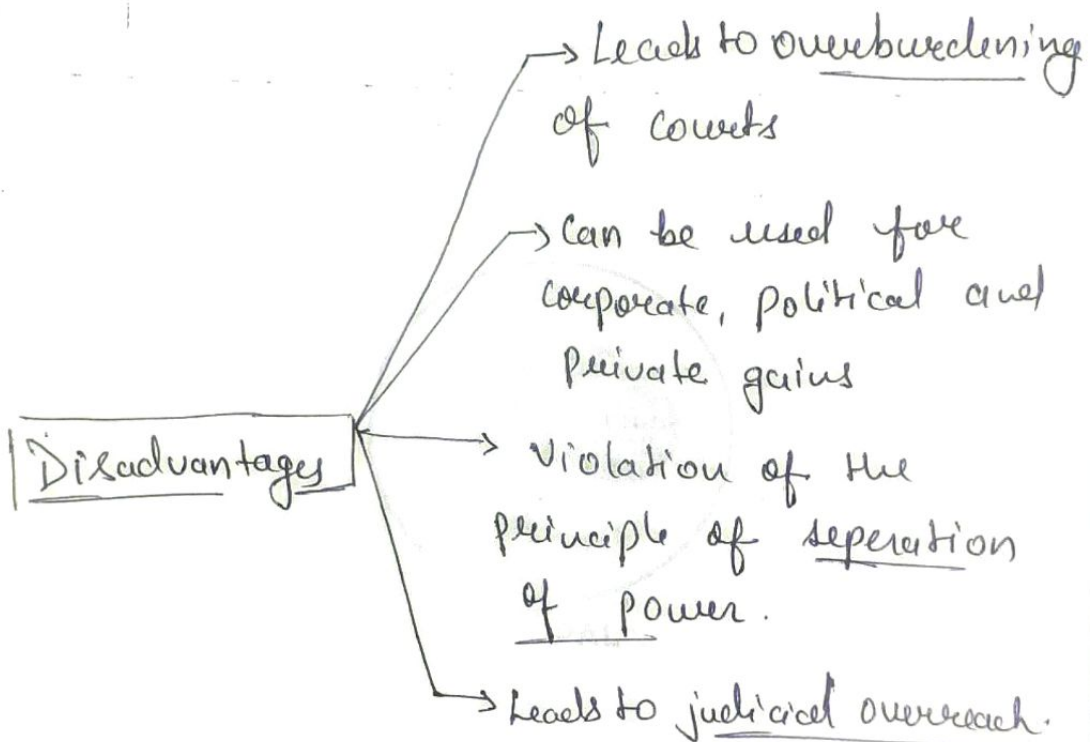 Leads to overburdening
of courts
Can be used for
corporate, political and
private gains
Disadvantages
Violation of the
principle of seperation
of power.
Leads to judicial overreach.